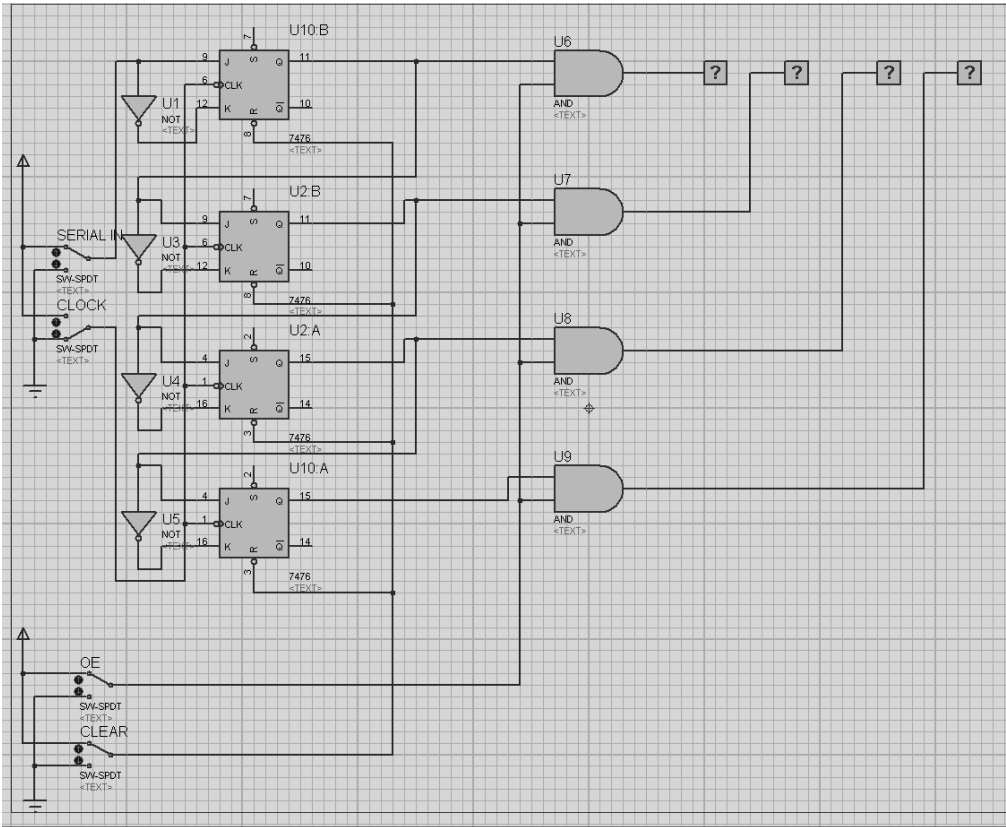 U10:B
7
9 J S Q 11
6 CLK
12 K R Q 10
8
7476
<TEXT>
U1
NOT
<TEXT>
U6
AND
<TEXT>
? ? ? ?
U2:B
7
9 J S Q 11
6 CLK
12 K R Q 10
8
7476
<TEXT>
U3
NOT
<TEXT>
U7
AND
<TEXT>
SERIAL IN
SW-SPDT
<TEXT>
CLOCK
SW-SPDT
<TEXT>
U2:A
2
4 J S Q 15
1 CLK
16 K R Q 14
3
7476
<TEXT>
U4
NOT
<TEXT>
U8
AND
<TEXT>
U10:A
2
4 J S Q 15
1 CLK
16 K R Q 14
3
7476
<TEXT>
U5
NOT
<TEXT>
U9
AND
<TEXT>
OE
SW-SPDT
<TEXT>
CLEAR
SW-SPDT
<TEXT>